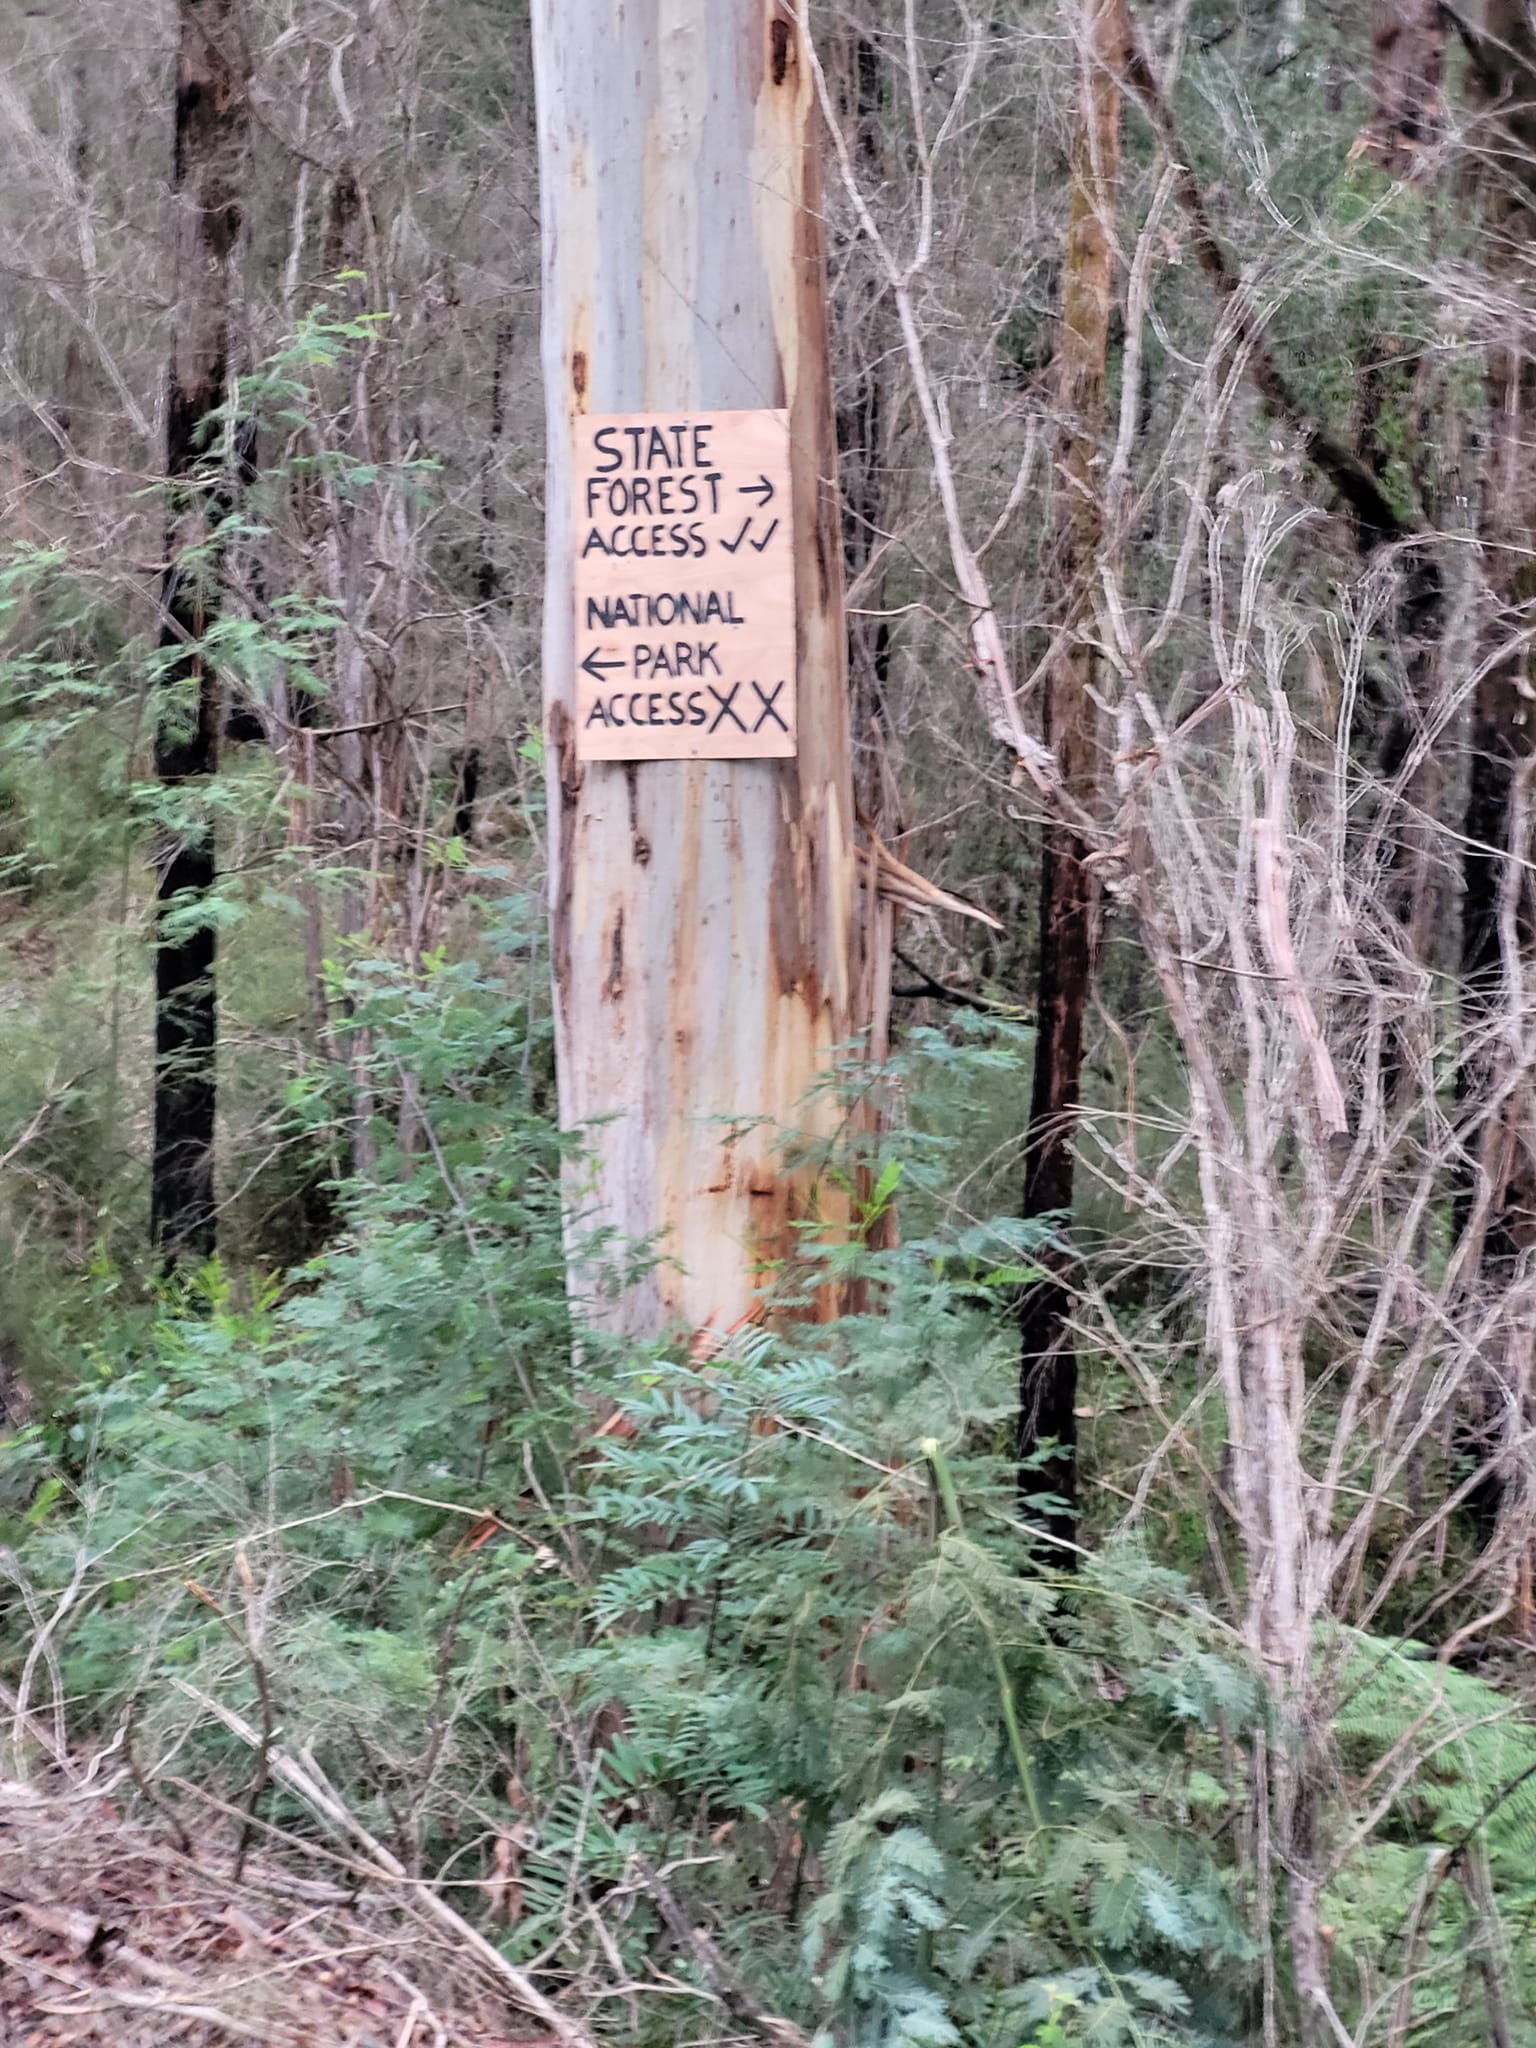 STATE
FOREST →
ACCESS ✓✓
NATIONAL
← PARK
ACCESS XX